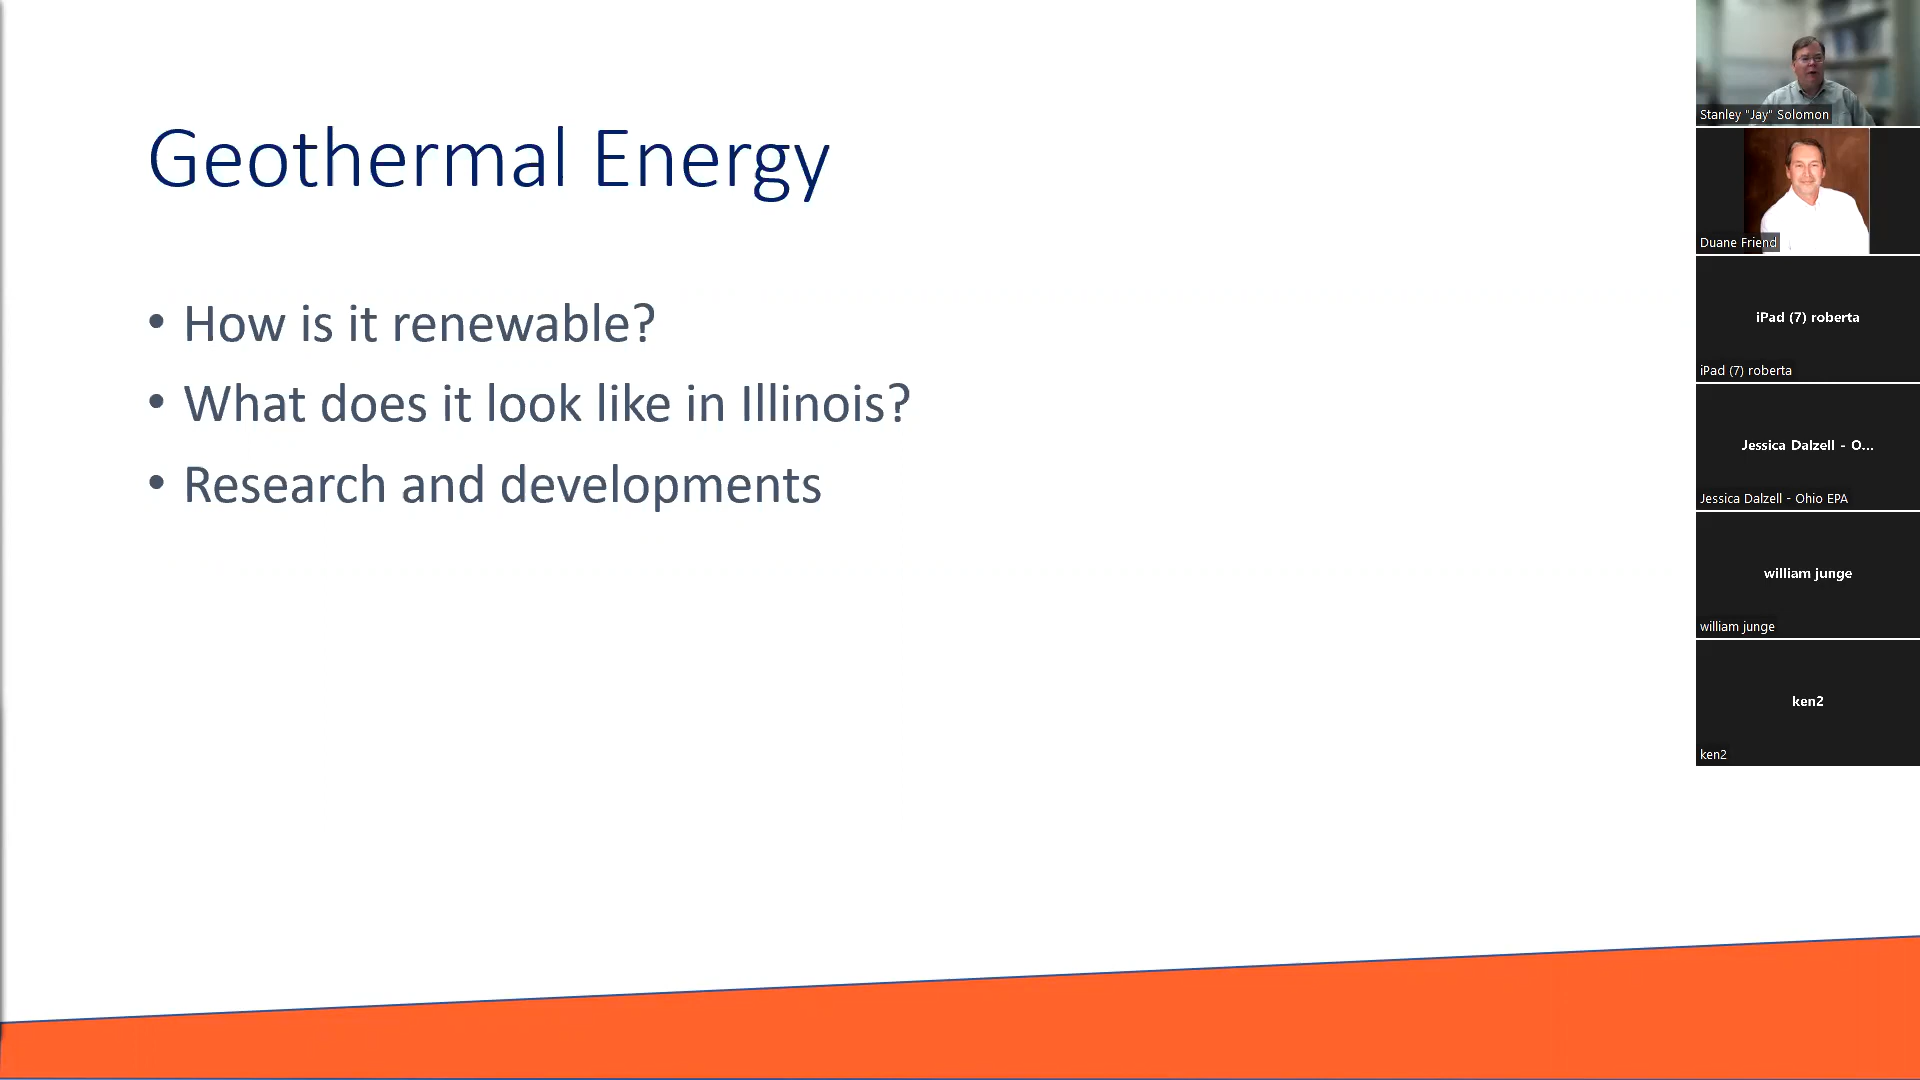 Geothermal Energy
• How is it renewable?
• What does it look like in Illinois?
• Research and developments
Stanley "Jay" Solomon
Duane Friend
iPad (7) roberta
iPad (7) roberta
Jessica Dalzell - O...
Jessica Dalzell - Ohio EPA
william junge
william junge
ken2
ken2